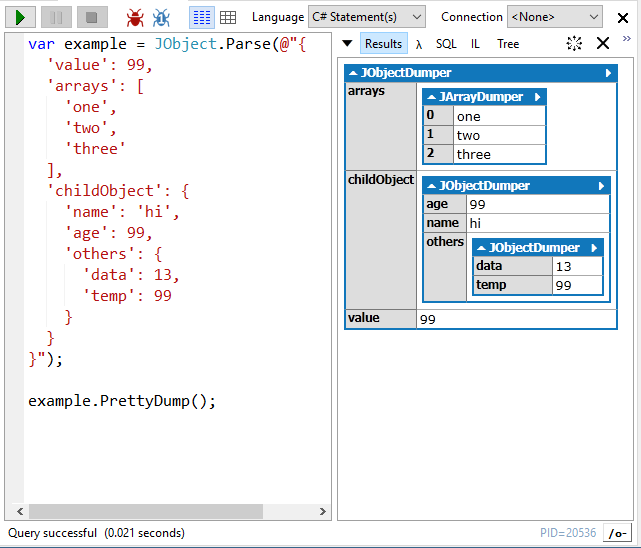 Language C# Statement(s) Connection <None>
var example = JObject.Parse(@"{
'value': 99,
'arrays': [
'one',
'two',
'three'
],
'childObject': {
'name': 'hi',
'age': 99,
'others': {
'data': 13,
'temp': 99
}
}
}");
example.PrettyDump();
Results λ SQL IL Tree
JObjectDumper
arrays
JArrayDumper
0 one
1 two
2 three
childObject
JObjectDumper
age 99
name hi
others
JObjectDumper
data 13
temp 99
value 99
Query successful (0.021 seconds)
PID=20536 /o-